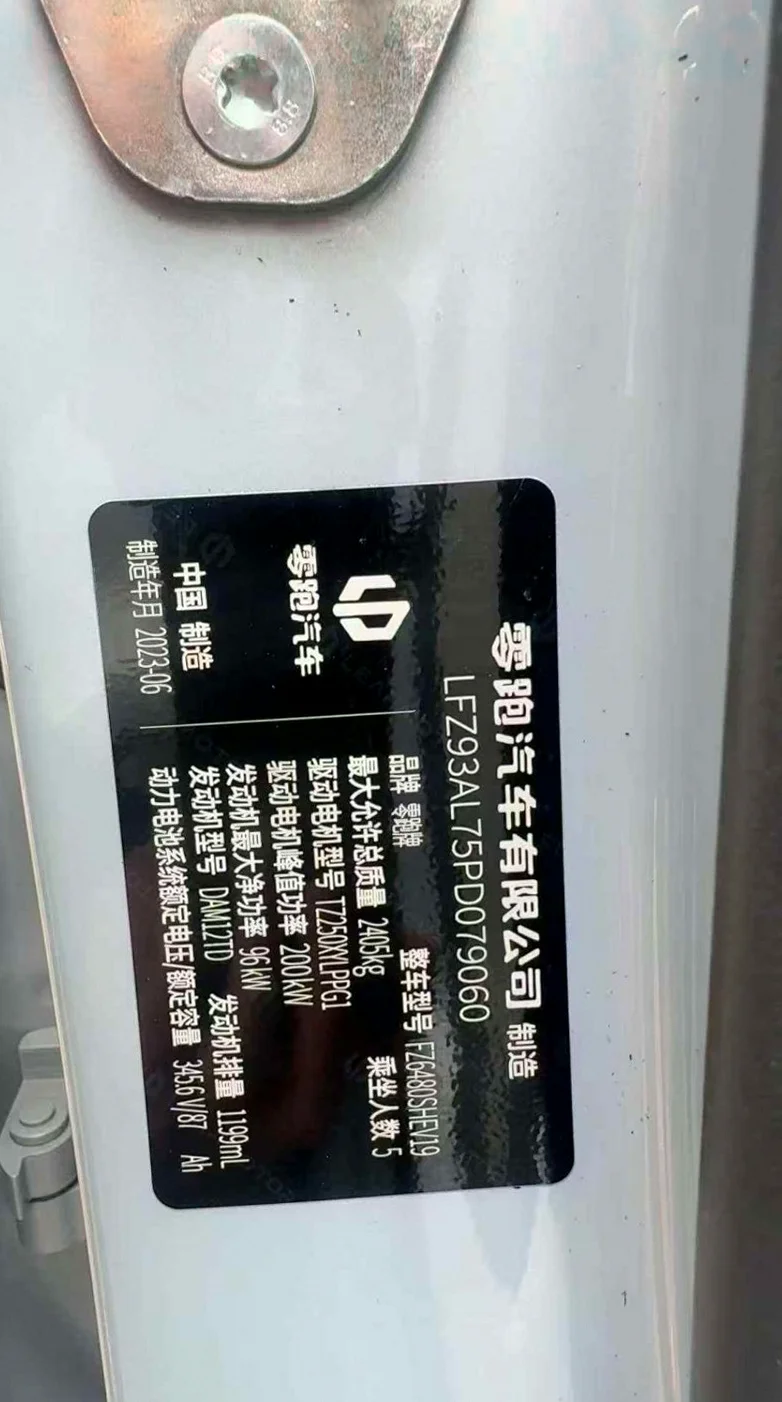 零跑汽车有限公司 制造
LFZ93AL75PD079060
零跑汽车
中国 制造
制造年月 2023-06
品牌 零跑牌 整车型号 FZ6480SHEV19
最大允许总质量 2405kg 乘坐人数 5
驱动电机型号 TZ250XYLPPG1
驱动电机峰值功率 200kW
发动机最大净功率 96kW 发动机排量 1199mL
发动机型号 DAM12TD
动力电池系统额定电压/额定容量 345.6 V/87 Ah
8.8